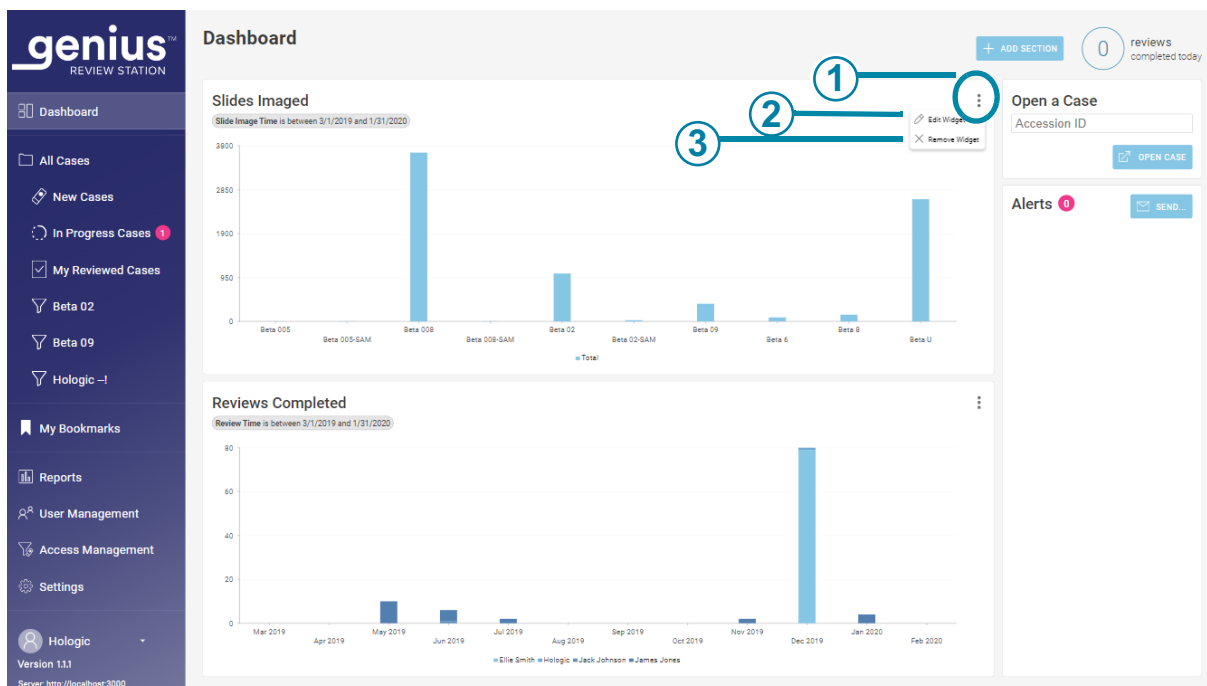 genius™
REVIEW STATION
Dashboard
All Cases
New Cases
In Progress Cases 1
My Reviewed Cases
Beta 02
Beta 09
Hologic –!
My Bookmarks
Reports
User Management
Access Management
Settings
Hologic
Version 1.1.1
Server: http://localhost:3000
Dashboard
+ ADD SECTION
0
reviews
completed today
1
2
3
Slides Imaged
Slide Image Time is between 3/1/2019 and 1/31/2020
Edit Widget
Remove Widget
3800
2850
1900
950
0
Beta 005
Beta 005-SAM
Beta 008
Beta 008-SAM
Beta 02
Beta 02-SAM
Beta 09
Beta 6
Beta 8
Beta U
Total
Reviews Completed
Review Time is between 3/1/2019 and 1/31/2020
80
60
40
20
0
Mar 2019
Apr 2019
May 2019
Jun 2019
Jul 2019
Aug 2019
Sep 2019
Oct 2019
Nov 2019
Dec 2019
Jan 2020
Feb 2020
Ellie Smith Hologic Jack Johnson James Jones
Open a Case
Accession ID
OPEN CASE
Alerts 0
SEND...